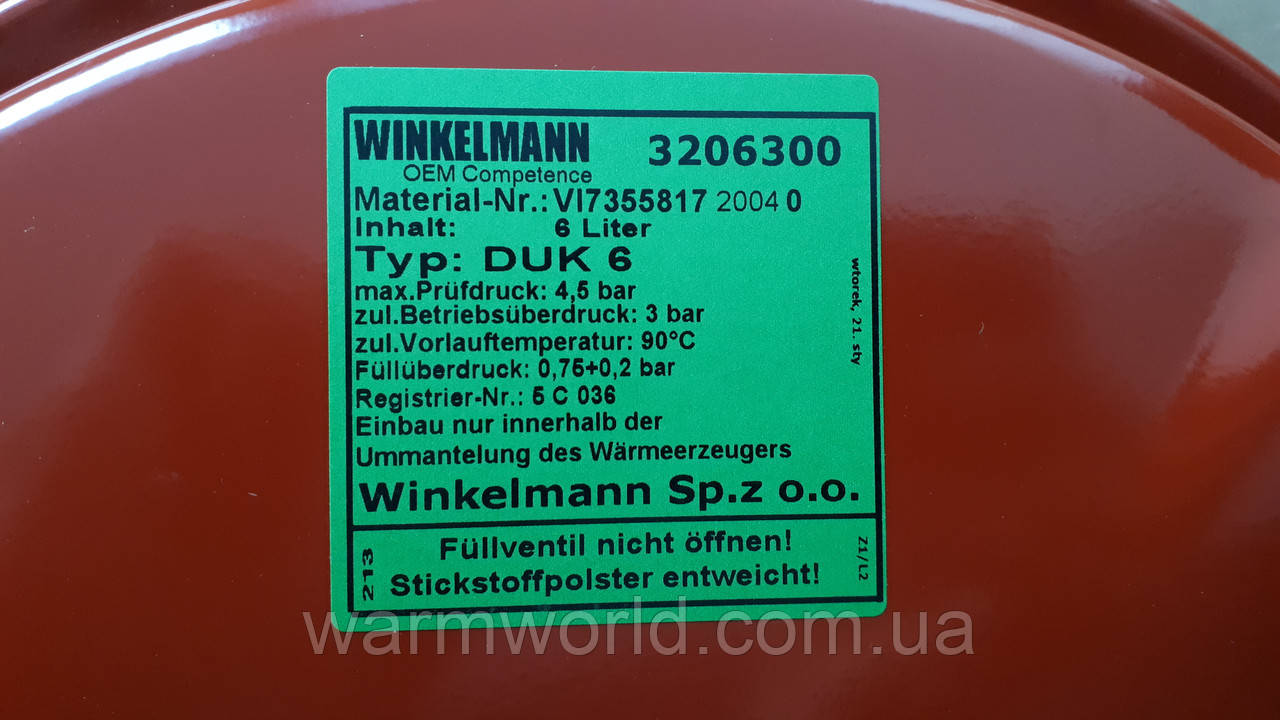 WINKELMANN 3206300
OEM Competence
Material-Nr.: VI7355817 2004 0
Inhalt: 6 Liter
Typ: DUK 6
max.Prüfdruck: 4,5 bar
zul.Betriebsüberdruck: 3 bar
zul.Vorlauftemperatur: 90°C
Füllüberdruck: 0,75+0,2 bar
Registrier-Nr.: 5 C 036
Einbau nur innerhalb der
Ummantelung des Wärmeerzeugers
Winkelmann Sp.z o.o.
wtorek, 21. sty
213
Füllventil nicht öffnen!
Stickstoffpolster entweicht!
Z1/L2
warmworld.com.ua